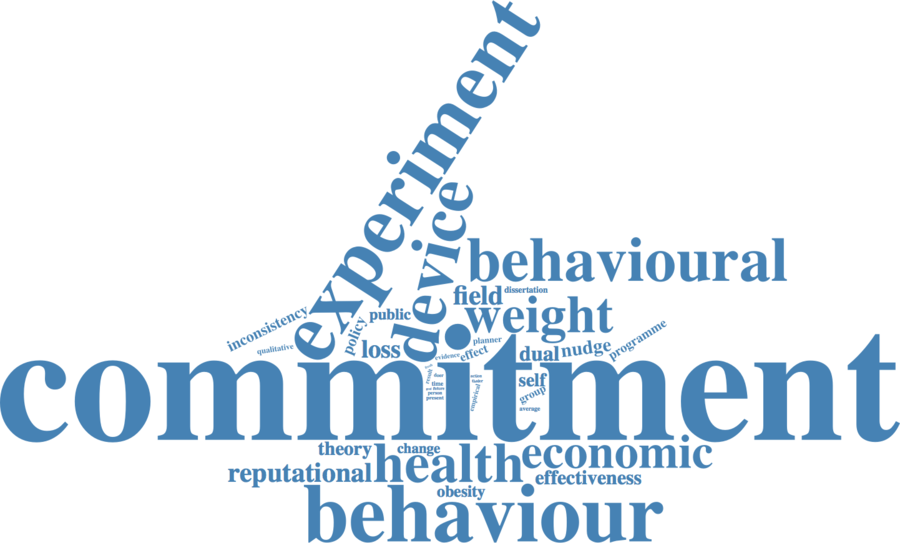 experiment
device
behavioural
field
dissertation
weight
inconsistency
policy
public
qualitative
loss
evidence
effect
planner
dual
nudge
programme
commitment
time
person
present
empirical
self
group
average
theory
change
health
economic
reputational
effectiveness
obesity
behaviour